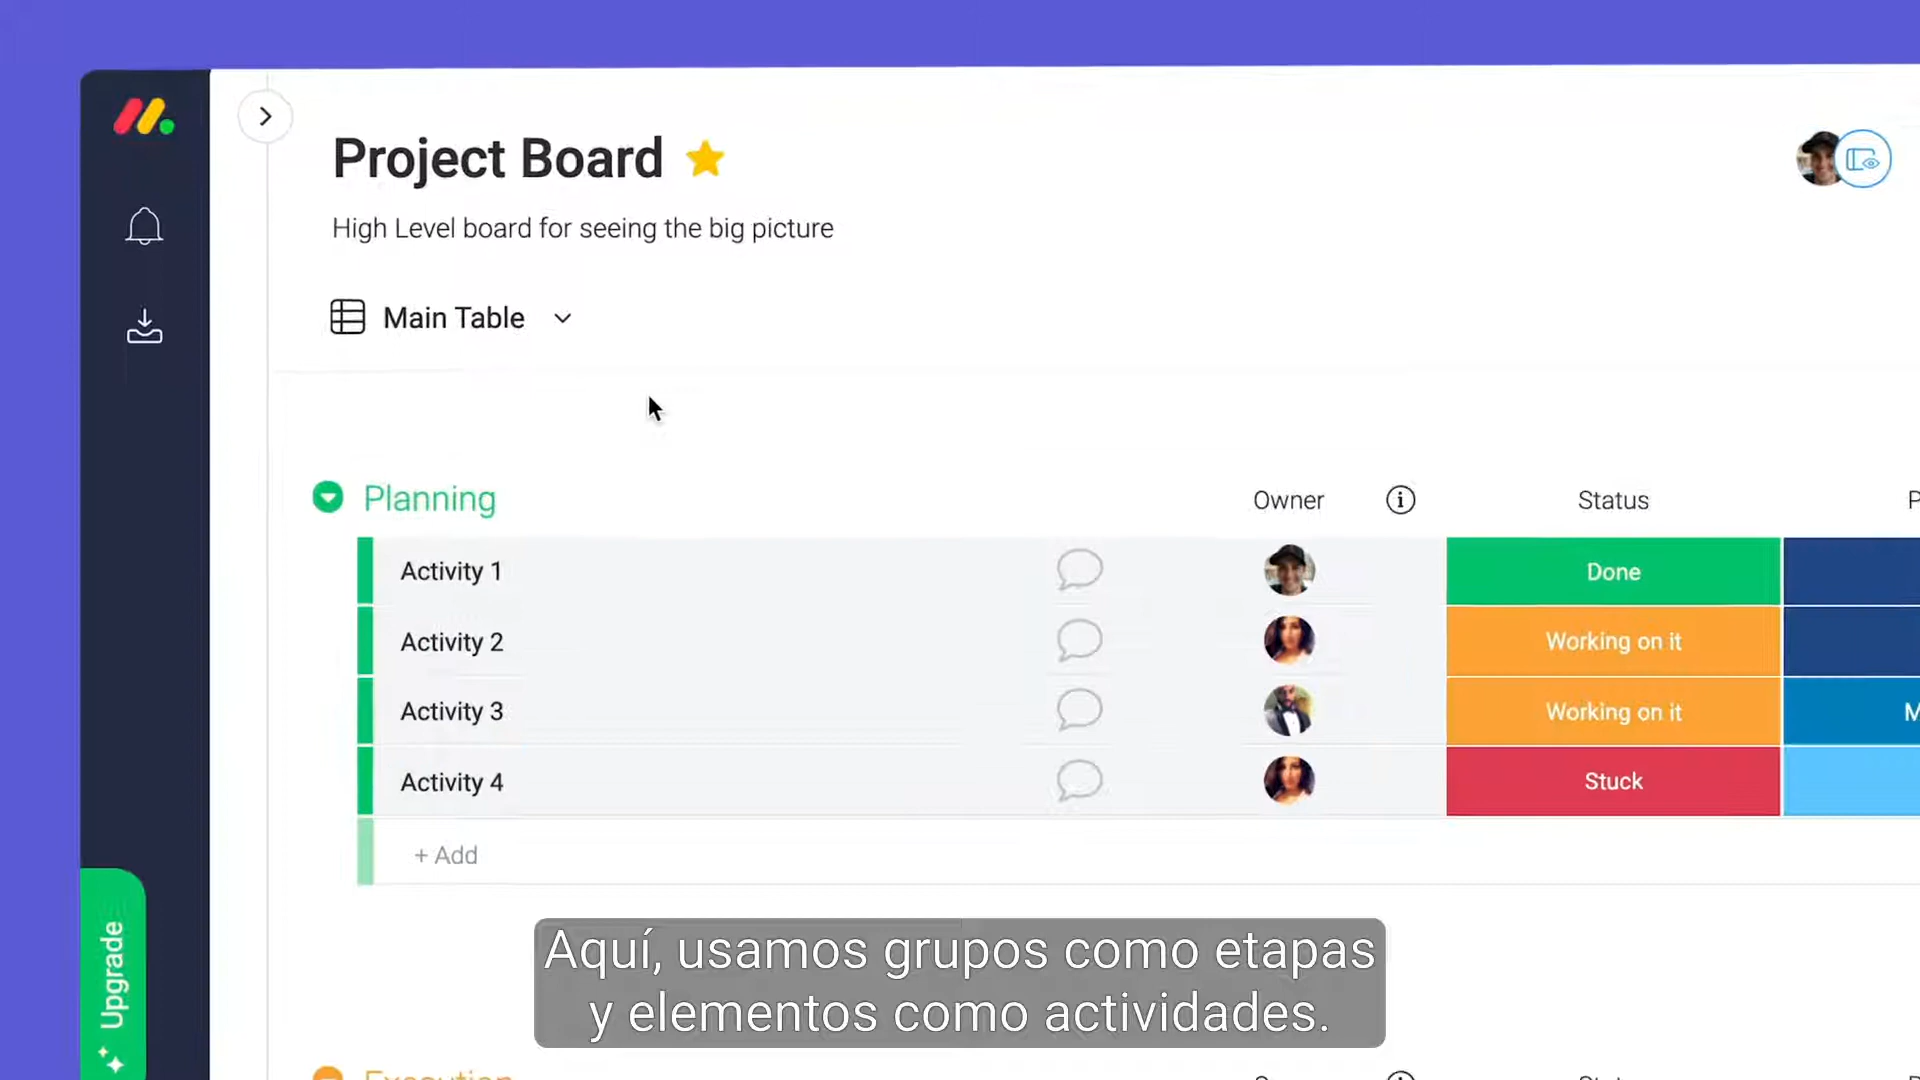 Project Board
High Level board for seeing the big picture
Main Table
Planning
Owner
Status
Activity 1
Done
Activity 2
Working on it
Activity 3
Working on it
Activity 4
Stuck
+ Add
Upgrade
Aquí, usamos grupos como etapas
y elementos como actividades.